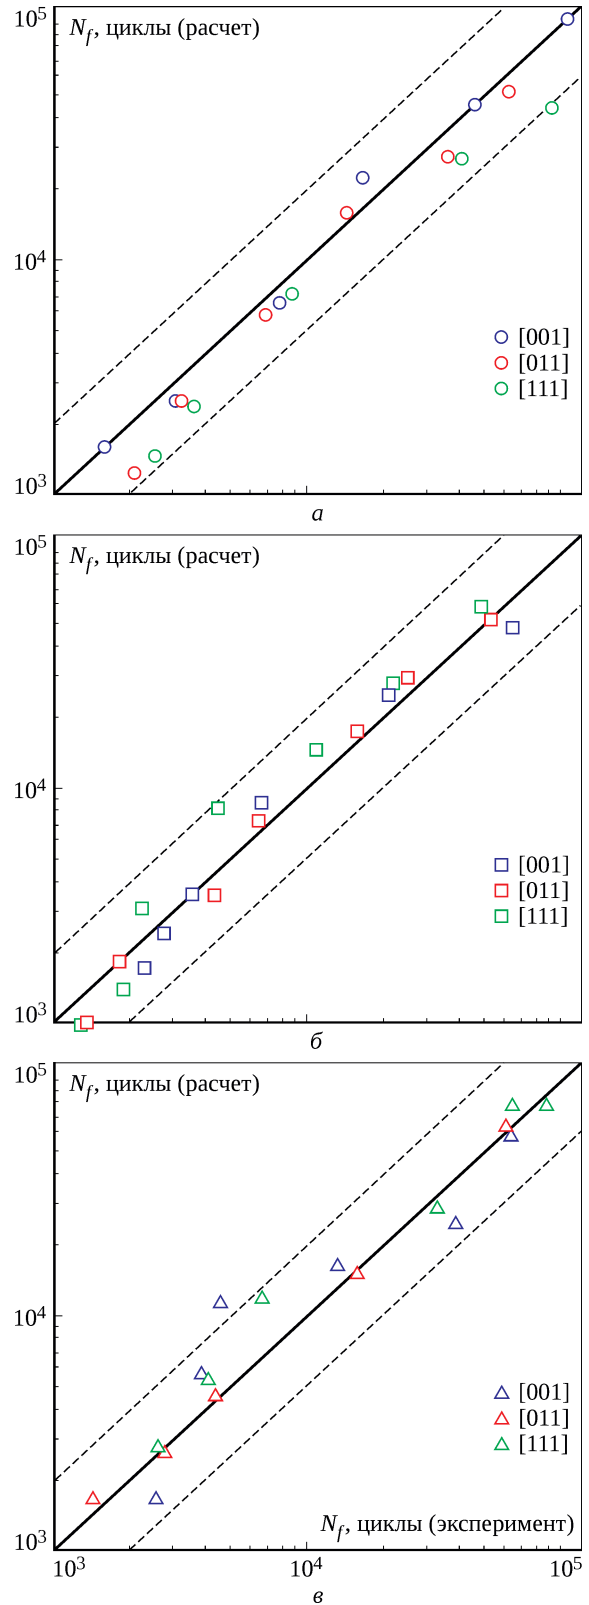 10⁵
N_f, циклы (расчет)
10⁴
[001]
[011]
[111]
10³
а
10⁵
N_f, циклы (расчет)
10⁴
[001]
[011]
[111]
10³
б
10⁵
N_f, циклы (расчет)
10⁴
[001]
[011]
[111]
N_f, циклы (эксперимент)
10³
10³ 10⁴ 10⁵
в